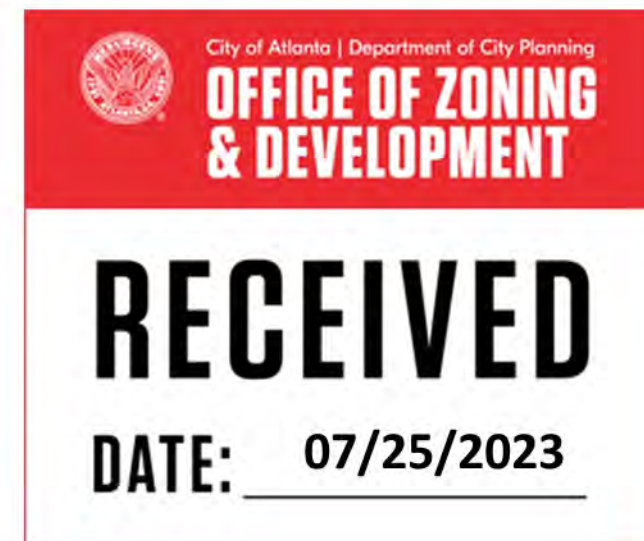 City of Atlanta | Department of City Planning
OFFICE OF ZONING
& DEVELOPMENT
RECEIVED
DATE: 07/25/2023